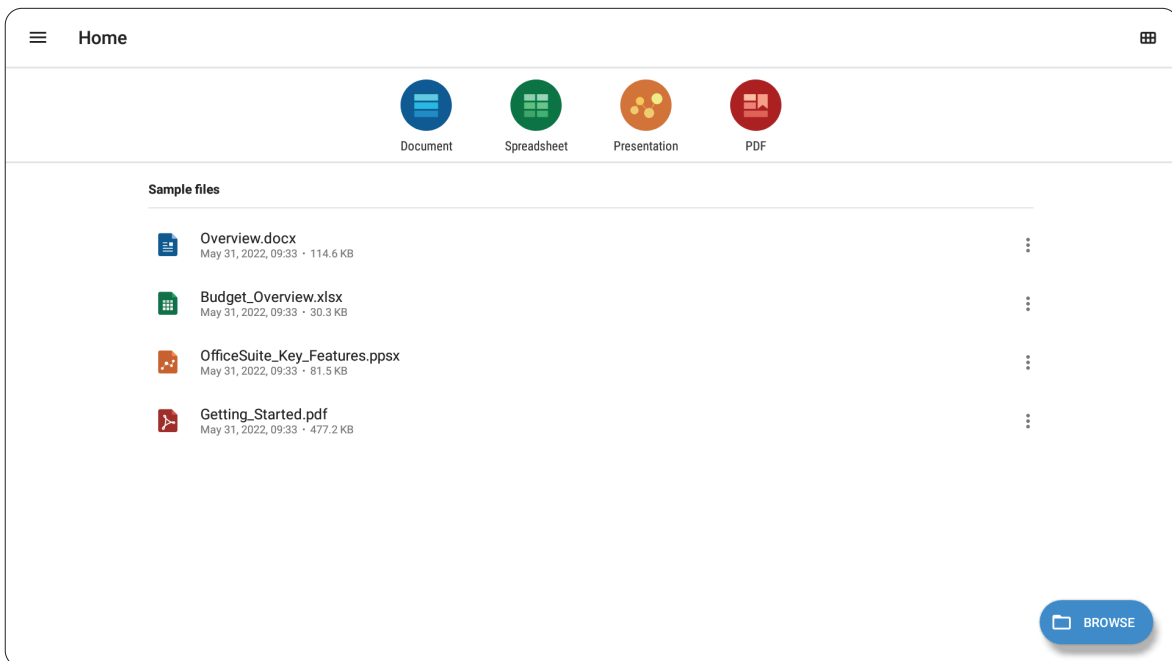 Home
Document
Spreadsheet
Presentation
PDF
Sample files
Overview.docx
May 31, 2022, 09:33 • 114.6 KB
Budget_Overview.xlsx
May 31, 2022, 09:33 • 30.3 KB
OfficeSuite_Key_Features.ppsx
May 31, 2022, 09:33 • 81.5 KB
Getting_Started.pdf
May 31, 2022, 09:33 • 477.2 KB
BROWSE